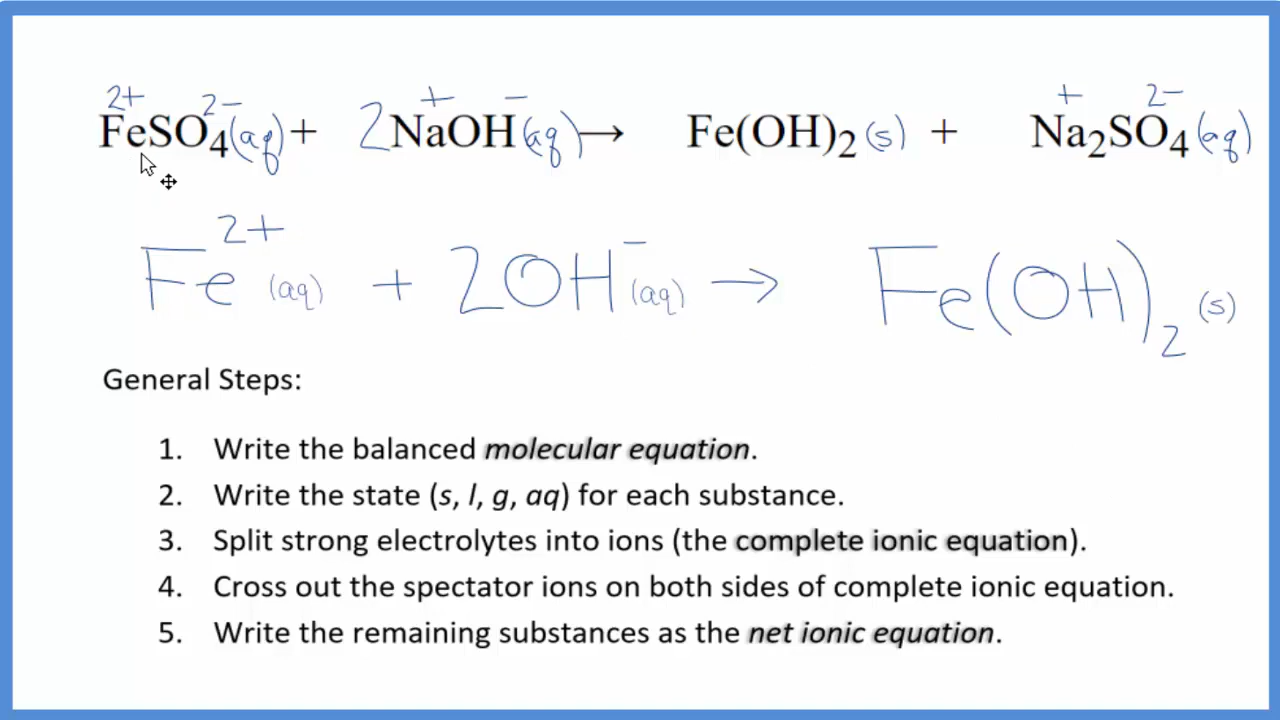 FeSO₄(aq) + 2NaOH(aq) → Fe(OH)₂(s) + Na₂SO₄(aq)
2+ 2- + - + 2-
Fe²⁺(aq) + 2OH⁻(aq) → Fe(OH)₂(s)
General Steps:
1. Write the balanced molecular equation.
2. Write the state (s, l, g, aq) for each substance.
3. Split strong electrolytes into ions (the complete ionic equation).
4. Cross out the spectator ions on both sides of complete ionic equation.
5. Write the remaining substances as the net ionic equation.